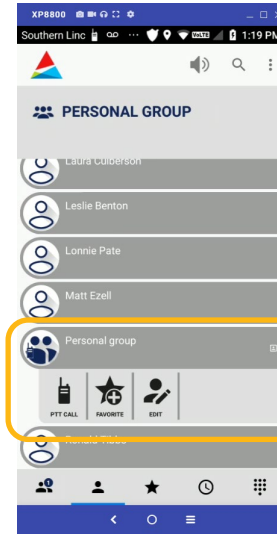 XP8800
Southern Linc ... VoLTE 1:19 PM
PERSONAL GROUP
Laura Culberson
Leslie Benton
Lonnie Pate
Matt Ezell
Personal group
PTT CALL FAVORITE EDIT